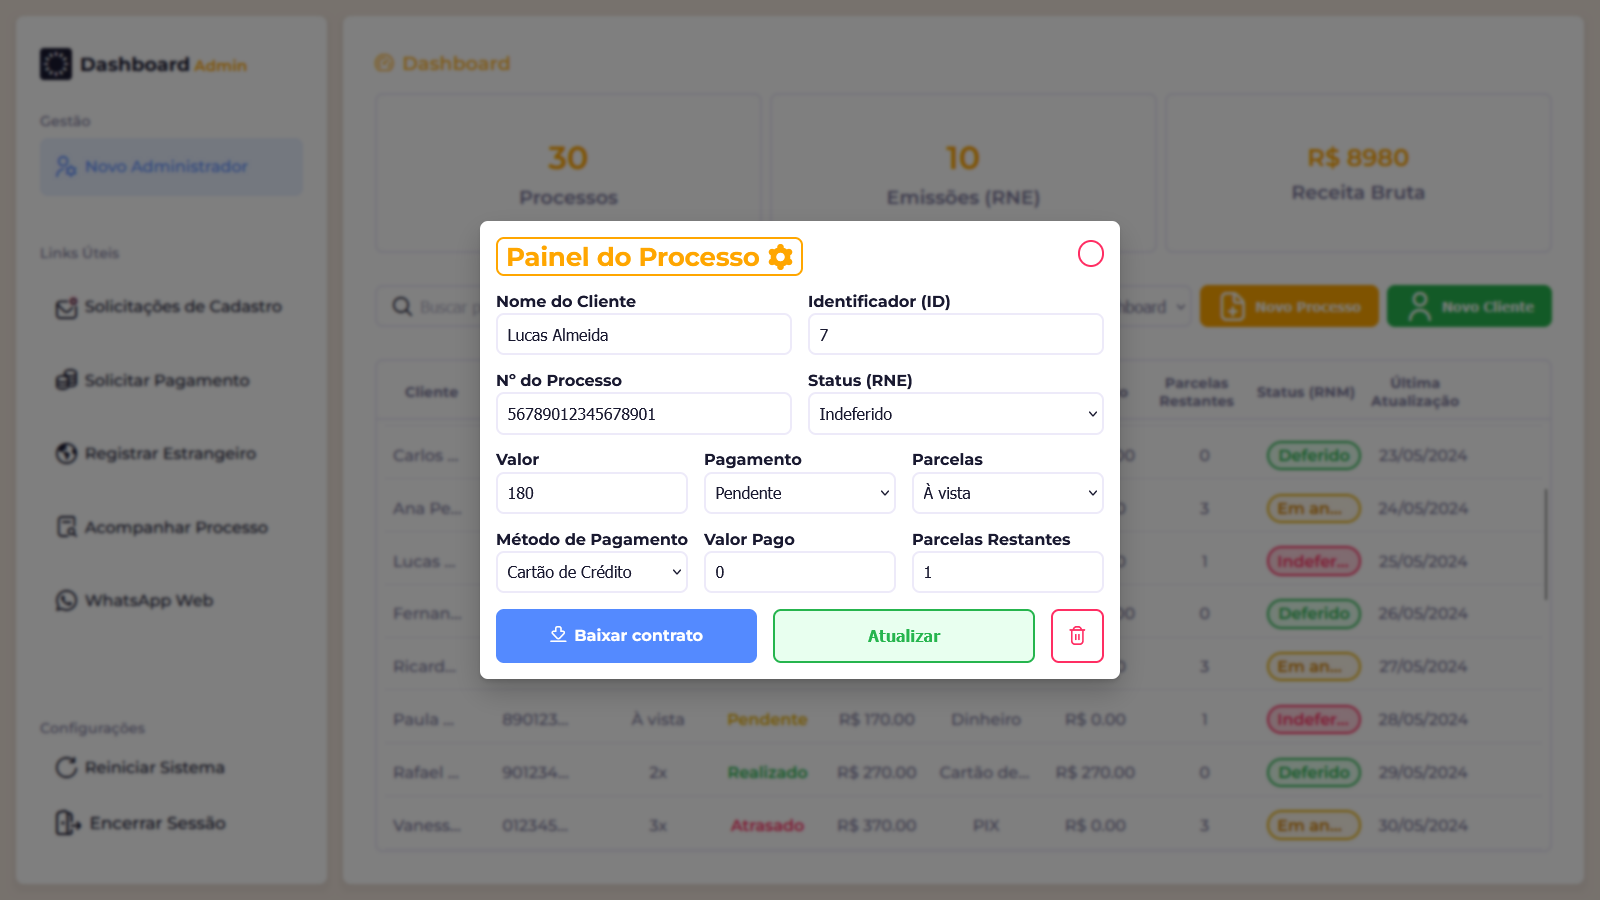 Dashboard Admin
Gestão
Novo Administrador
Links Úteis
Solicitações de Cadastro
Solicitar Pagamento
Registrar Estrangeiro
Acompanhar Processo
WhatsApp Web
Configurações
Reiniciar Sistema
Encerrar Sessão
Dashboard
30
Processos
10
Emissões (RNE)
R$ 8980
Receita Bruta
Buscar
Novo Processo
Novo Cliente
Painel do Processo
Nome do Cliente
Identificador (ID)
Lucas Almeida
7
Nº do Processo
Status (RNE)
56789012345678901
Indeferido
Valor
Pagamento
Parcelas
180
Pendente
À vista
Método de Pagamento
Valor Pago
Parcelas Restantes
Cartão de Crédito
0
1
Baixar contrato
Atualizar
Cliente
Parcelas Restantes
Status (RNM)
Última Atualização
Carlos ...
0 Deferido 23/05/2024
Ana Pe...
3 Em an... 24/05/2024
Lucas ...
1 Indefer... 25/05/2024
Fernan...
0 Deferido 26/05/2024
Ricard...
3 Em an... 27/05/2024
Paula ... 890123... À vista Pendente R$ 170.00 Dinheiro R$ 0.00 1 Indefer... 28/05/2024
Rafael ... 901234... 2x Realizado R$ 270.00 Cartão de... R$ 270.00 0 Deferido 29/05/2024
Vaness... 012345... 3x Atrasado R$ 370.00 PIX R$ 0.00 3 Em an... 30/05/2024